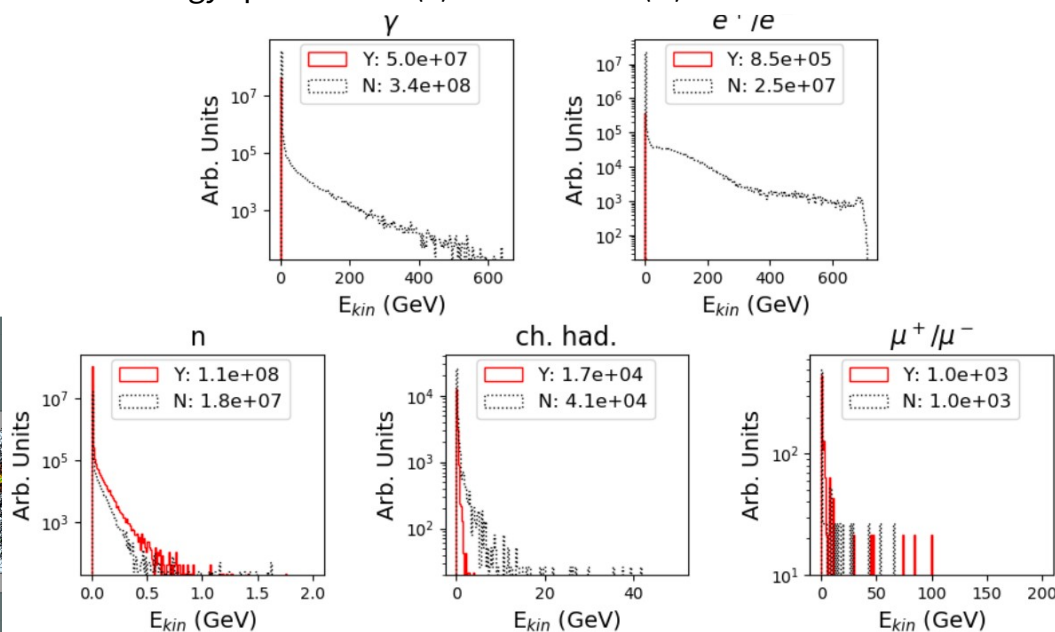 γ
Y: 5.0e+07
N: 3.4e+08
10⁷
10⁵
10³
Arb. Units
0 200 400 600
E_kin (GeV)
e⁺/e
Y: 8.5e+05
N: 2.5e+07
10⁷
10⁶
10⁵
10⁴
10³
10²
Arb. Units
0 200 400 600
E_kin (GeV)
n
Y: 1.1e+08
N: 1.8e+07
10⁷
10⁵
10³
Arb. Units
0.0 0.5 1.0 1.5 2.0
E_kin (GeV)
ch. had.
Y: 1.7e+04
N: 4.1e+04
10⁴
10³
10²
Arb. Units
0 20 40
E_kin (GeV)
μ⁺/μ⁻
Y: 1.0e+03
N: 1.0e+03
10²
10¹
Arb. Units
0 50 100 150 200
E_kin (GeV)